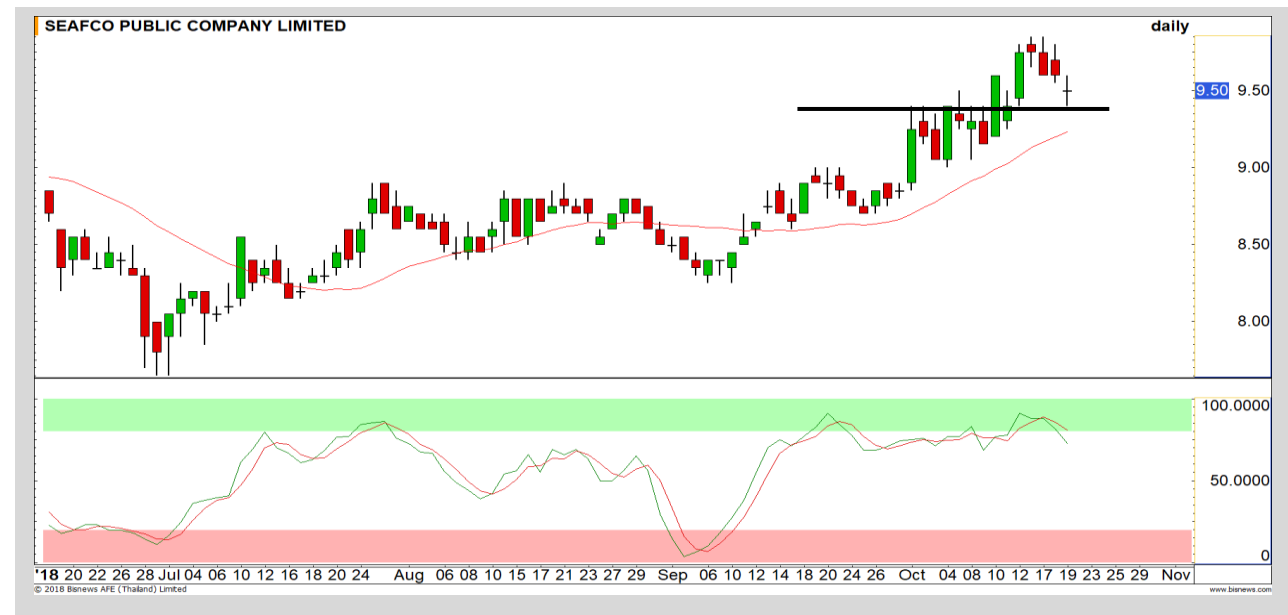 SEAFCO PUBLIC COMPANY LIMITED daily
9.50 9.50
9.00
8.50
8.00
100.0000
50.0000
0
'18 20 22 26 28 Jul 04 06 10 12 16 18 20 24 Aug 06 08 10 15 17 21 23 27 29 Sep 06 10 12 14 18 20 24 26 Oct 04 08 10 12 17 19 23 25 29 Nov
© 2018 Bisnews AFE (Thailand) Limited www.bisnews.com